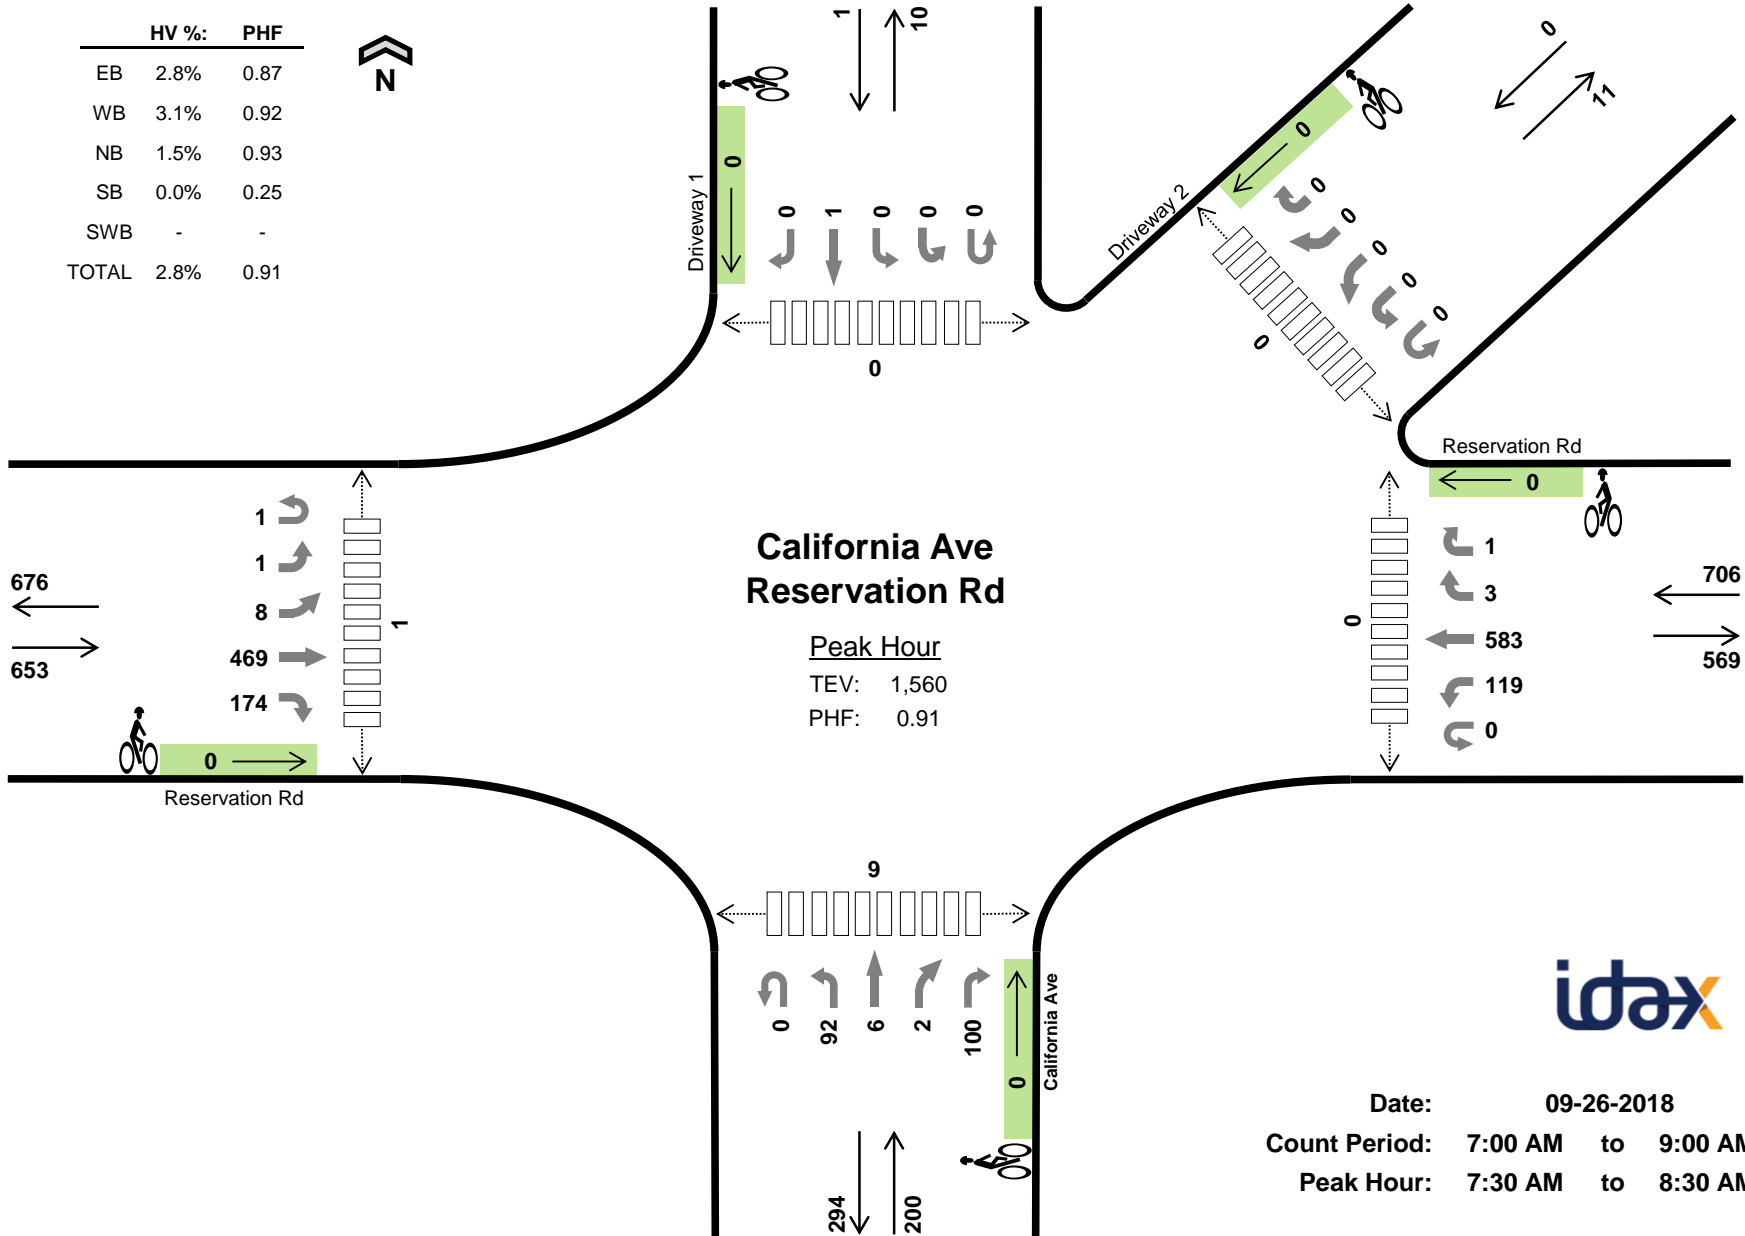 HV %: PHF
EB 2.8% 0.87
WB 3.1% 0.92
NB 1.5% 0.93
SB 0.0% 0.25
SWB - -
TOTAL 2.8% 0.91
N
1
10
0
11
Driveway 1
0
0 1 0 0 0
0
Driveway 2
0
0
0
0
0
0
0
Reservation Rd
0
1
1
8
469
174
1
676
653
0
Reservation Rd
California Ave
Reservation Rd
Peak Hour
TEV: 1,560
PHF: 0.91
0
1
3
583
119
0
706
569
9
0 92 6 2 100
0
California Ave
294
200
idax
Date: 09-26-2018
Count Period: 7:00 AM to 9:00 AM
Peak Hour: 7:30 AM to 8:30 AM